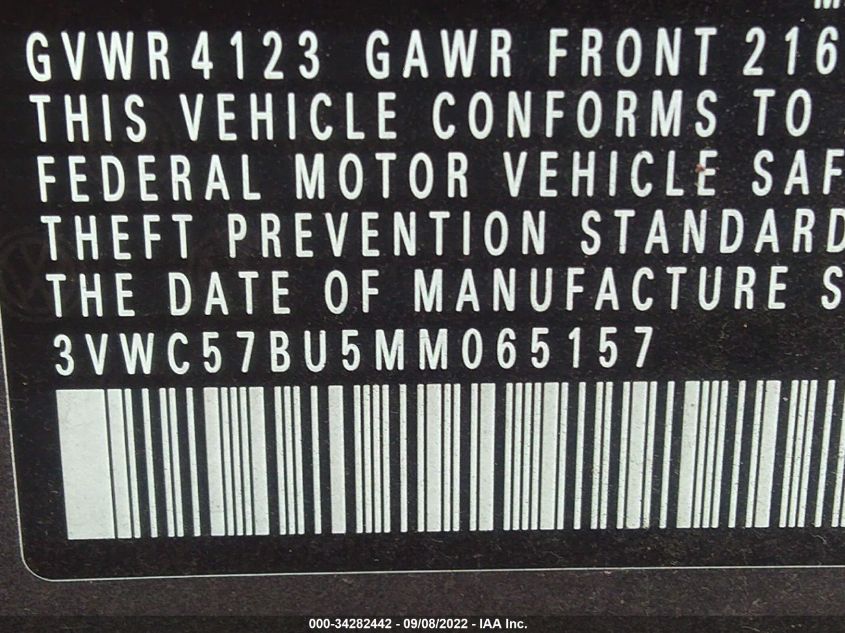 GVWR 4123 GAWR FRONT 216
THIS VEHICLE CONFORMS TO
FEDERAL MOTOR VEHICLE SAF
THEFT PREVENTION STANDARD
THE DATE OF MANUFACTURE S
3VWC57BU5MM065157
000-34282442 - 09/08/2022 - IAA Inc.